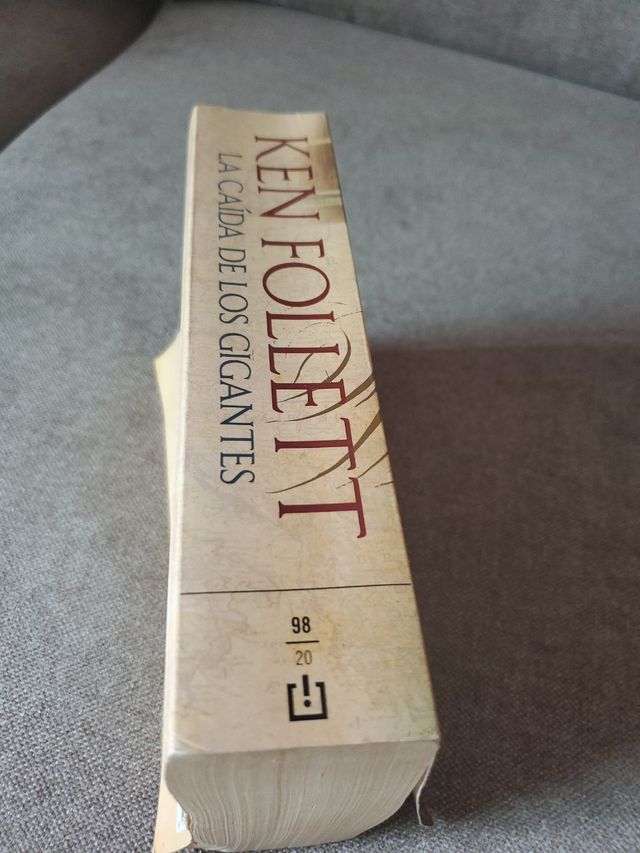 KEN FOLLETT
LA CAÍDA DE LOS GIGANTES
98
20